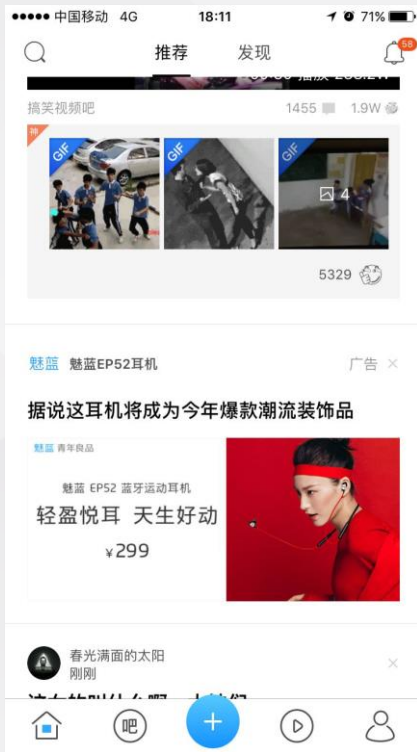 中国移动 4G 18:11 71%
推荐 发现 58
搞笑视频吧 1455 1.9W
神
GIF GIF GIF
4
5329
魅蓝 魅蓝EP52耳机 广告
据说这耳机将成为今年爆款潮流装饰品
魅蓝 青年良品
魅蓝 EP52 蓝牙运动耳机
轻盈悦耳 天生好动
¥299
春光满面的太阳
刚刚
吧